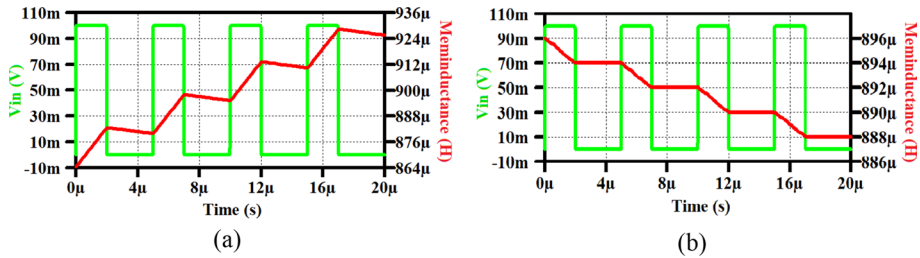 110m
90m
70m
50m
30m
10m
-10m
Vin (V)
936μ
924μ
912μ
900μ
888μ
876μ
864μ
Meminductance (H)
0μ 4μ 8μ 12μ 16μ 20μ
Time (s)
(a)
110m
90m
70m
50m
30m
10m
-10m
Vin (V)
896μ
894μ
892μ
890μ
888μ
886μ
Meminductance (H)
0μ 4μ 8μ 12μ 16μ 20μ
Time (s)
(b)